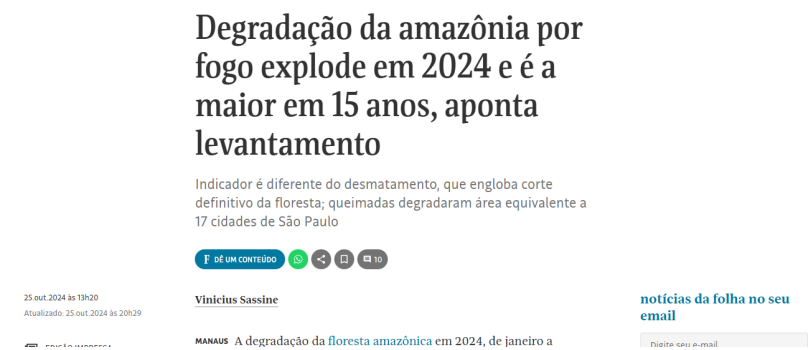 Degradação da amazônia por
fogo explode em 2024 e é a
maior em 15 anos, aponta
levantamento
Indicador é diferente do desmatamento, que engloba corte
definitivo da floresta; queimadas degradaram área equivalente a
17 cidades de São Paulo
F DÊ UM CONTEÚDO
10
25.out.2024 às 13h20
Atualizado: 25.out.2024 às 20h29
EDIÇÃO IMPRESSA
Vinicius Sassine
MANAUS A degradação da floresta amazônica em 2024, de janeiro a
notícias da folha no seu
email
Digite seu e-mail